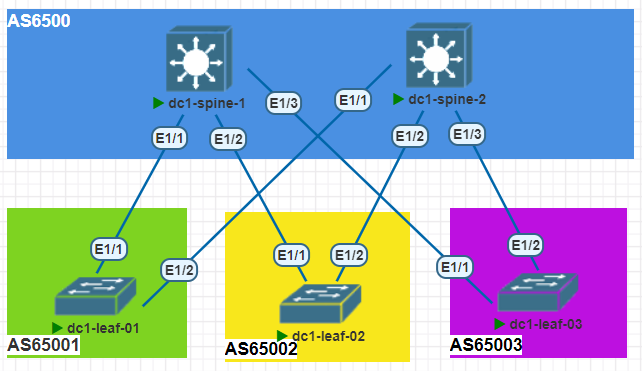 AS6500
dc1-spine-1
dc1-spine-2
E1/3
E1/1
E1/1
E1/2
E1/2
E1/3
E1/1
E1/2
E1/1
E1/2
E1/1
E1/2
dc1-leaf-01
dc1-leaf-02
dc1-leaf-03
AS65001
AS65002
AS65003